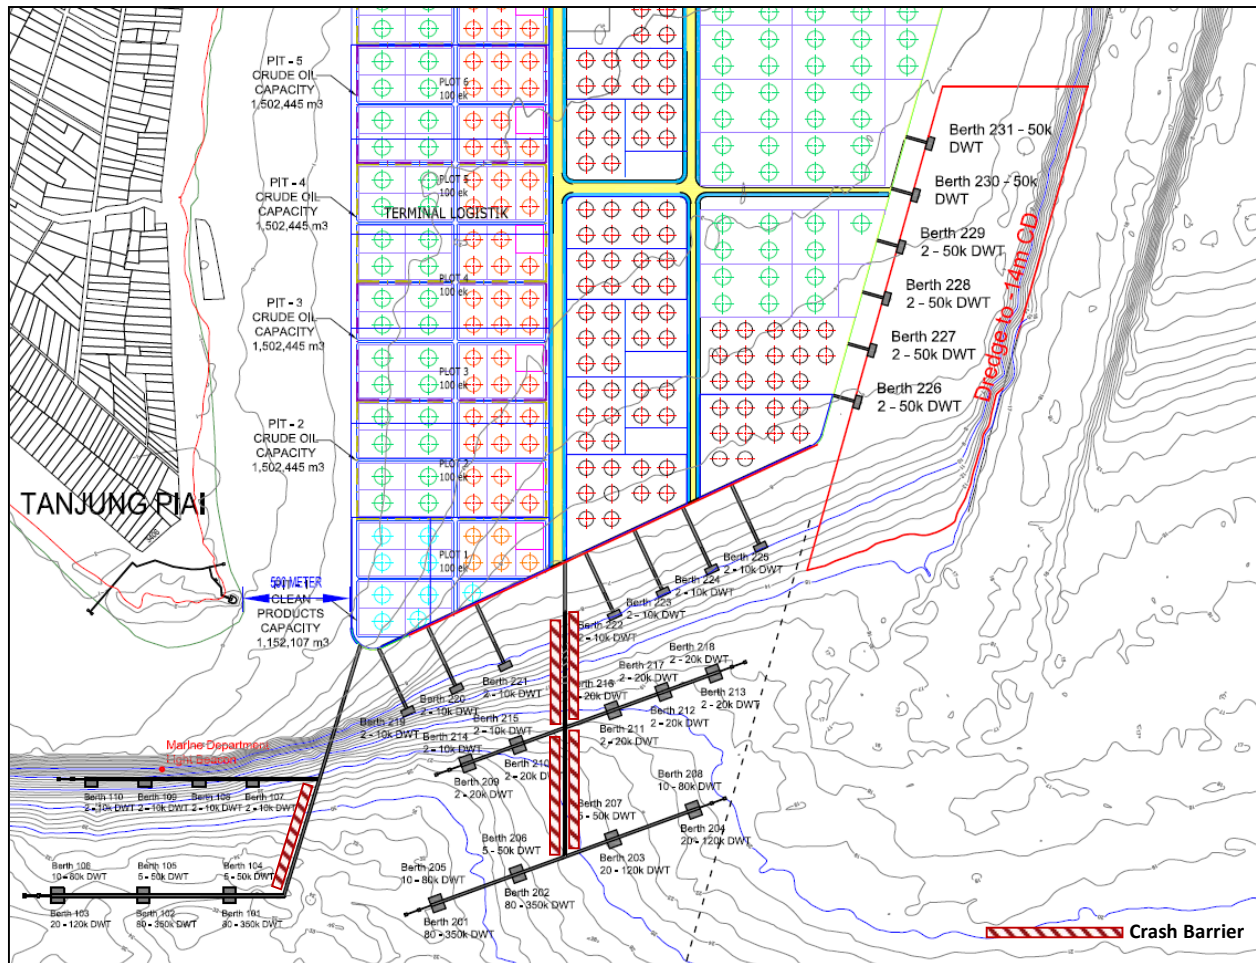 PIT - 5
CRUDE OIL
CAPACITY
1,502,445 m3
PIT - 4
CRUDE OIL
CAPACITY
1,502,445 m3
PIT - 3
CRUDE OIL
CAPACITY
1,502,445 m3
PIT - 2
CRUDE OIL
CAPACITY
1,502,445 m3
500 METER
CLEAN
PRODUCTS
CAPACITY
1,152,107 m3
TANJUNG PIAI
PLOT 6
100 ek
PLOT 5
100 ek
TERMINAL LOGISTIK
PLOT 4
100 ek
PLOT 3
100 ek
PLOT 2
100 ek
PLOT 1
100 ek
Berth 231 - 50k
DWT
Berth 230 - 50k
DWT
Berth 229
2 - 50k DWT
Berth 228
2 - 50k DWT
Berth 227
2 - 50k DWT
Berth 226
2 - 50k DWT
Dredge to -14m CD
Berth 225
2 - 10k DWT
Berth 224
2 - 10k DWT
Berth 223
2 - 10k DWT
Berth 222
2 - 10k DWT
Berth 221
2 - 10k DWT
Berth 220
2 - 10k DWT
Berth 219
2 - 10k DWT
Berth 218
2 - 20k DWT
Berth 217
2 - 20k DWT
Berth 216
20k DWT
Berth 215
2 - 10k DWT
Berth 214
2 - 10k DWT
Berth 213
2 - 20k DWT
Berth 212
2 - 20k DWT
Berth 211
2 - 20k DWT
Berth 210
2 - 20k DWT
Berth 209
2 - 20k DWT
Berth 208
10 - 80k DWT
Berth 207
5 - 50k DWT
Berth 206
5 - 50k DWT
Berth 205
10 - 80k DWT
Berth 204
20 - 120k DWT
Berth 203
20 - 120k DWT
Berth 202
80 - 350k DWT
Berth 201
80 - 350k DWT
Marine Department
Light Beacon
Berth 110
2 - 10k DWT
Berth 109
2 - 10k DWT
Berth 108
2 - 10k DWT
Berth 107
2 - 10k DWT
Berth 106
10 - 80k DWT
Berth 105
5 - 50k DWT
Berth 104
5 - 50k DWT
Berth 103
20 - 120k DWT
Berth 102
80 - 350k DWT
Berth 101
80 - 350k DWT
Crash Barrier